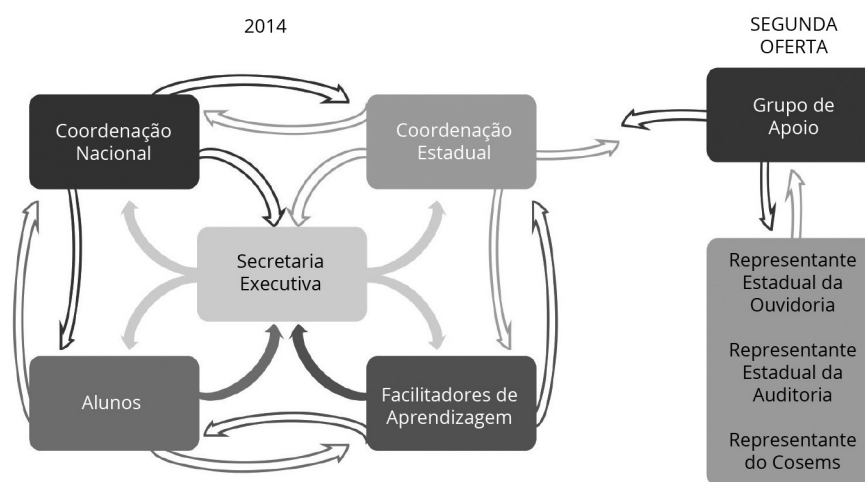 2014
SEGUNDA
OFERTA
Coordenação
Nacional
Coordenação
Estadual
Grupo de
Apoio
Secretaria
Executiva
Alunos
Facilitadores de
Aprendizagem
Representante
Estadual da
Ouvidoria
Representante
Estadual da
Auditoria
Representante
do Cosems